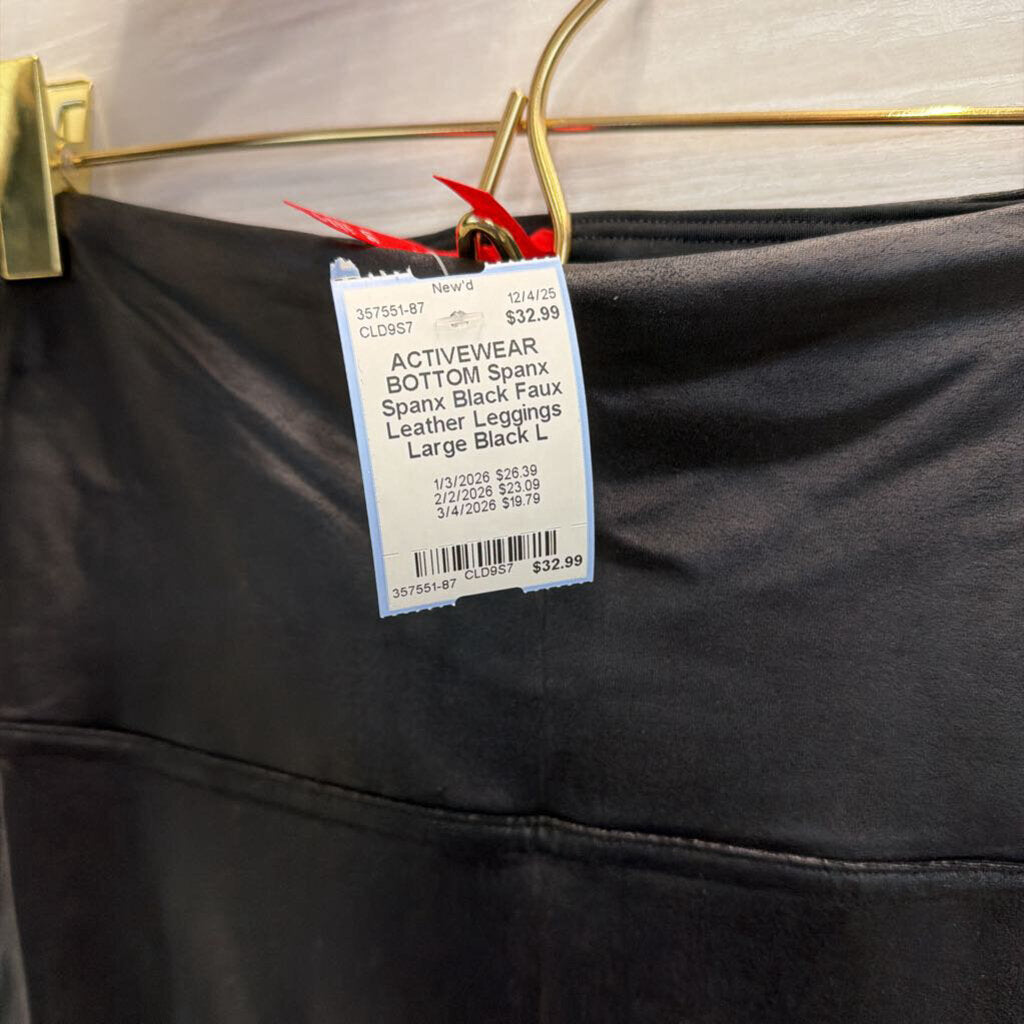 New'd
357551-87 12/4/25
CLD9S7 $32.99
ACTIVEWEAR
BOTTOM Spanx
Spanx Black Faux
Leather Leggings
Large Black L
1/3/2026 $26.39
2/2/2026 $23.09
3/4/2026 $19.79
357551-87 CLD9S7 $32.99